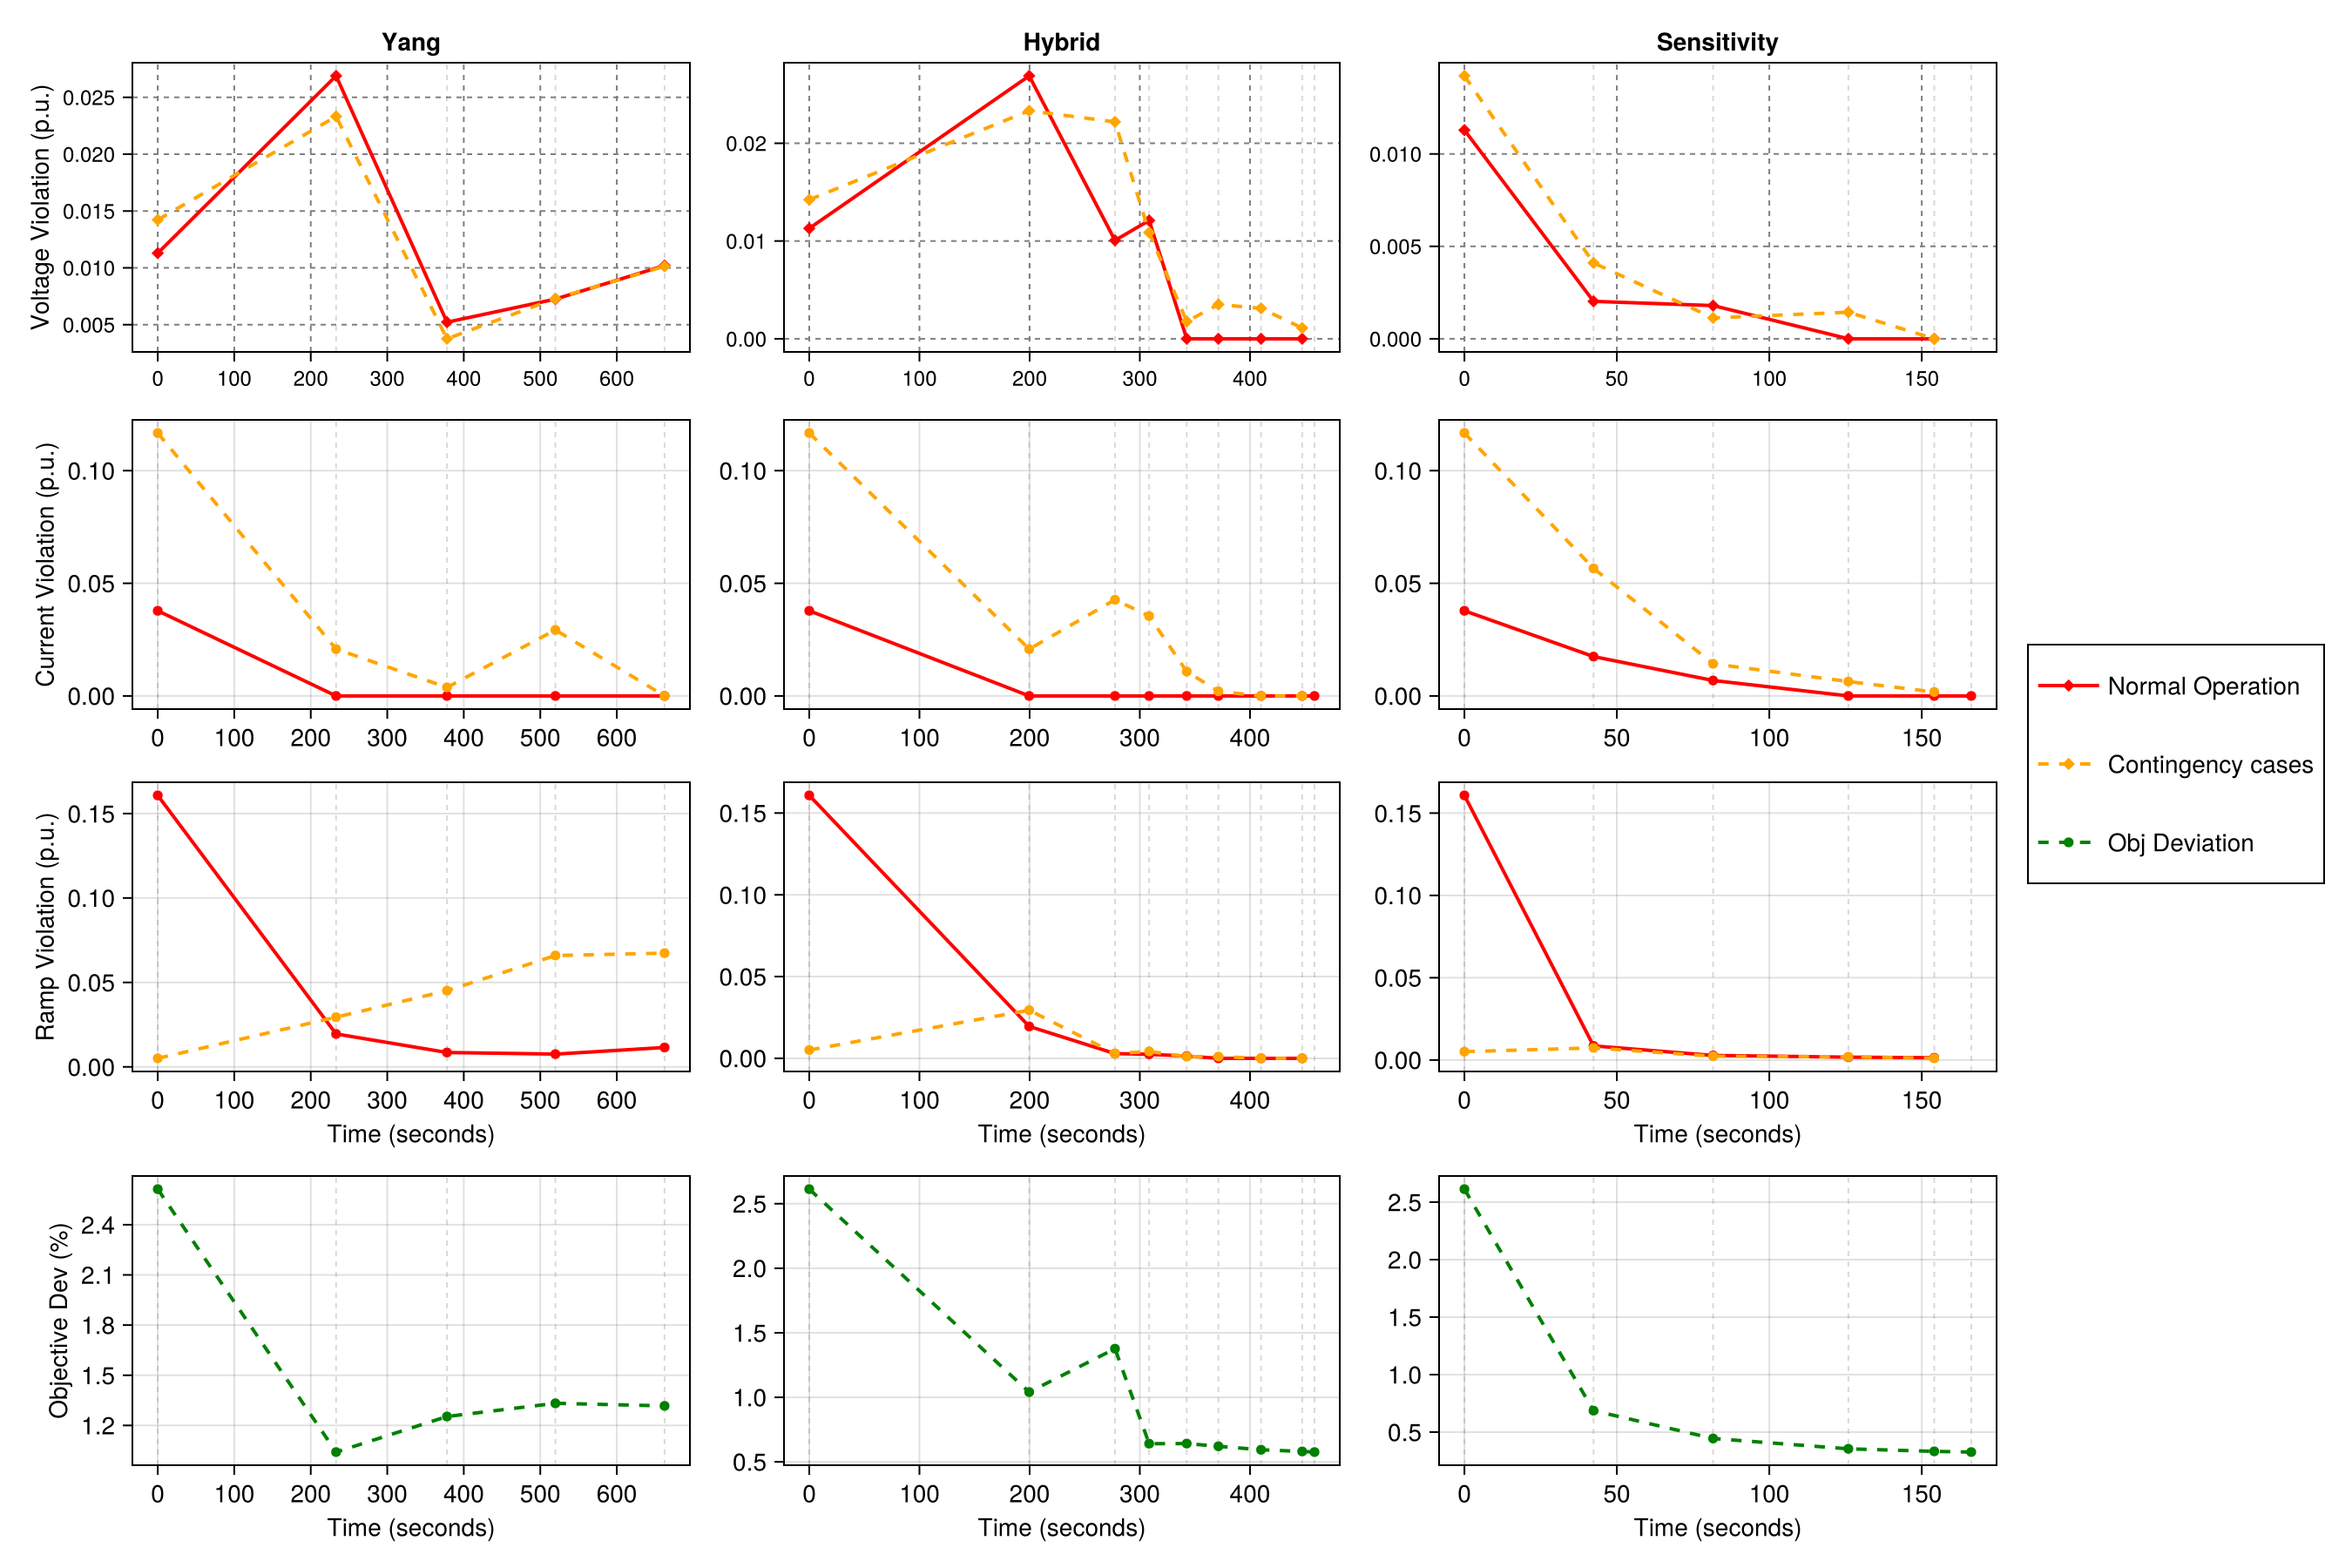 Yang
Hybrid
Sensitivity
Voltage Violation (p.u.)
0.025
0.020
0.015
0.010
0.005
0 100 200 300 400 500 600
0.02
0.01
0.00
0 100 200 300 400
0.010
0.005
0.000
0 50 100 150
Current Violation (p.u.)
0.10
0.05
0.00
0 100 200 300 400 500 600
0.10
0.05
0.00
0 100 200 300 400
0.10
0.05
0.00
0 50 100 150
Normal Operation
Contingency cases
Obj Deviation
Ramp Violation (p.u.)
0.15
0.10
0.05
0.00
0 100 200 300 400 500 600
Time (seconds)
0.15
0.10
0.05
0.00
0 100 200 300 400
Time (seconds)
0.15
0.10
0.05
0.00
0 50 100 150
Time (seconds)
Objective Dev (%)
2.4
2.1
1.8
1.5
1.2
0 100 200 300 400 500 600
Time (seconds)
2.5
2.0
1.5
1.0
0.5
0 100 200 300 400
Time (seconds)
2.5
2.0
1.5
1.0
0.5
0 50 100 150
Time (seconds)